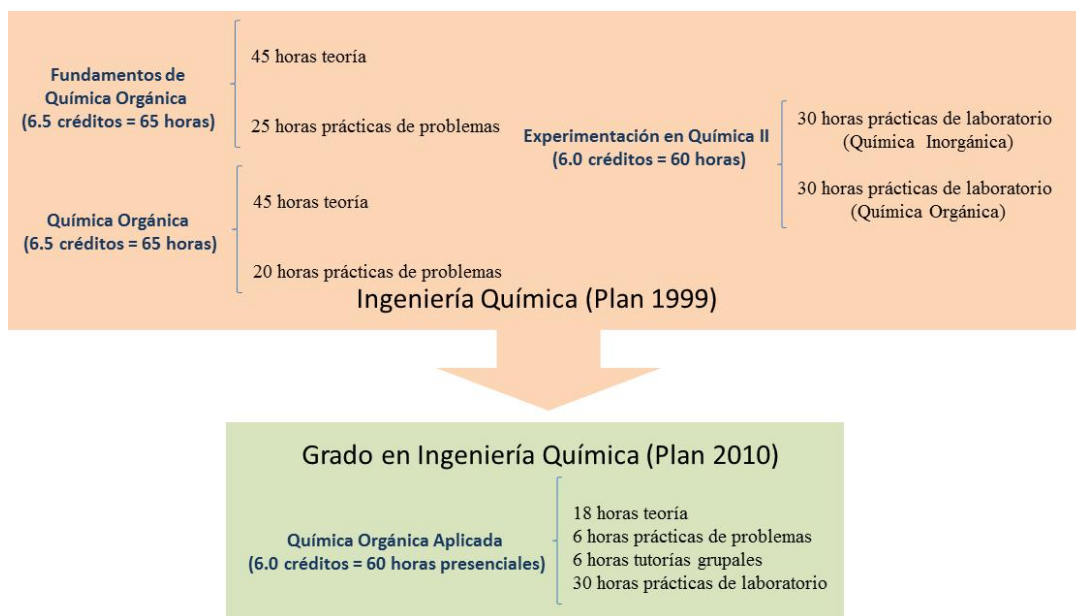 Fundamentos de
Química Orgánica
(6.5 créditos = 65 horas)
45 horas teoría
25 horas prácticas de problemas
Química Orgánica
(6.5 créditos = 65 horas)
45 horas teoría
20 horas prácticas de problemas
Experimentación en Química II
(6.0 créditos = 60 horas)
30 horas prácticas de laboratorio
(Química Inorgánica)
30 horas prácticas de laboratorio
(Química Orgánica)
Ingeniería Química (Plan 1999)
Grado en Ingeniería Química (Plan 2010)
Química Orgánica Aplicada
(6.0 créditos = 60 horas presenciales)
18 horas teoría
6 horas prácticas de problemas
6 horas tutorías grupales
30 horas prácticas de laboratorio